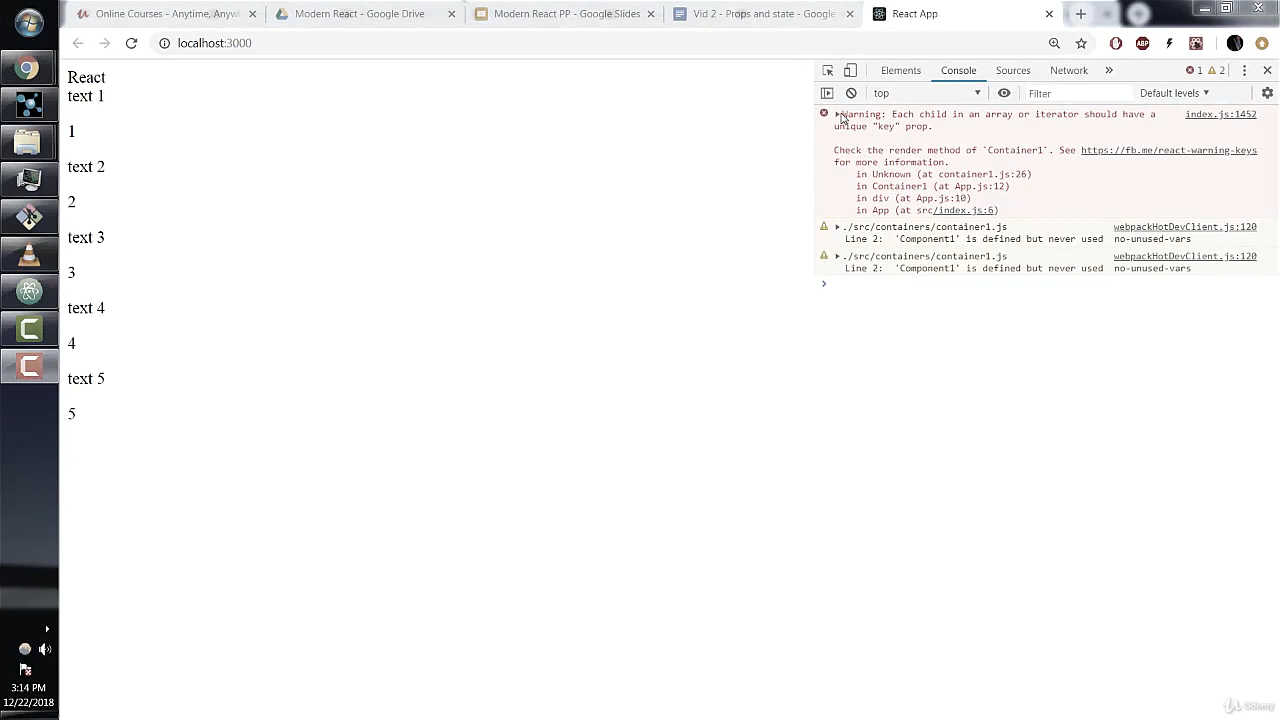 Online Courses - Anytime, Anywh
Modern React - Google Drive
Modern React PP - Google Slides
Vid 2 - Props and state - Google
React App
localhost:3000
ABP
React
text 1
1
text 2
2
text 3
3
text 4
4
text 5
5
Elements
Console
Sources
Network
1
2
top
Filter
Default levels
Warning: Each child in an array or iterator should have a
unique "key" prop.
index.js:1452
Check the render method of `Container1`. See https://fb.me/react-warning-keys
for more information.
in Unknown (at container1.js:26)
in Container1 (at App.js:12)
in div (at App.js:10)
in App (at src/index.js:6)
./src/containers/container1.js
webpackHotDevClient.js:120
Line 2: 'Component1' is defined but never used no-unused-vars
./src/containers/container1.js
webpackHotDevClient.js:120
Line 2: 'Component1' is defined but never used no-unused-vars
3:14 PM
12/22/2018
Udemy